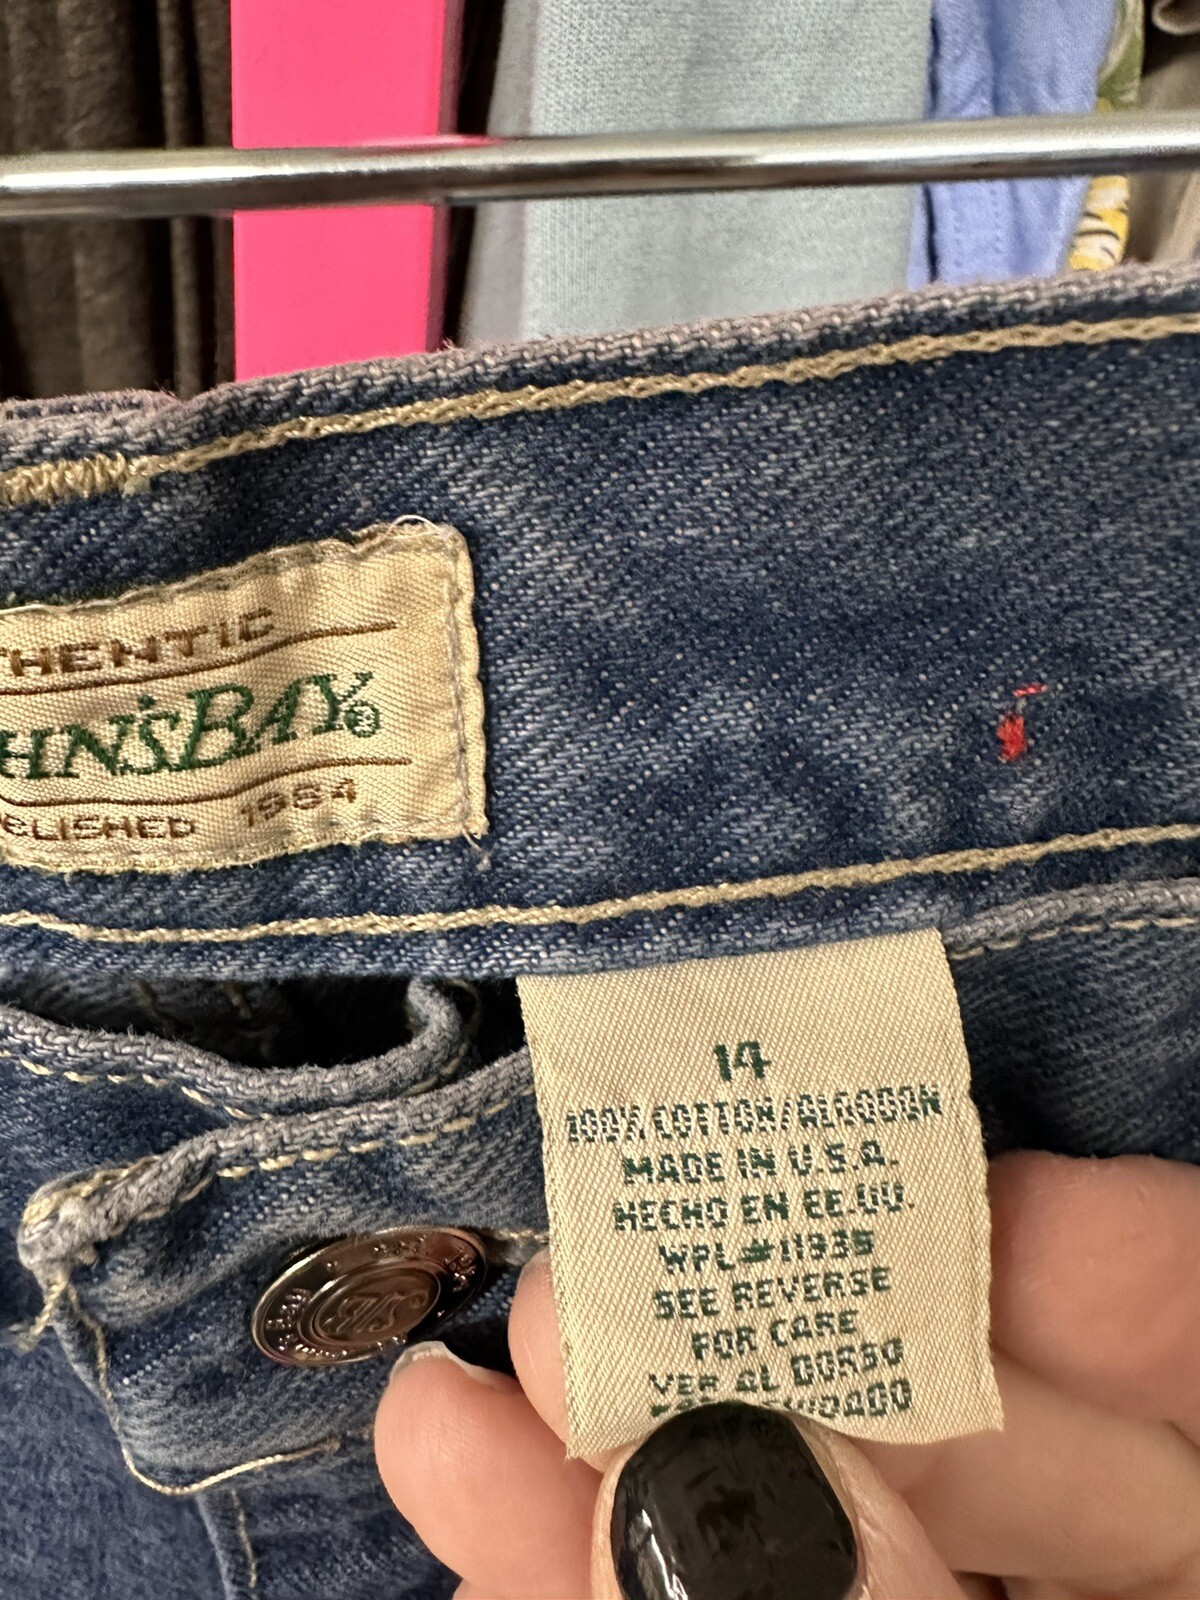 THENTIC
HN'S BAY®
BLISHED 1984
14
100% COTTON/ALGODON
MADE IN U.S.A.
HECHO EN EE.UU.
WPL #11935
SEE REVERSE
FOR CARE
VER AL DORSO
CUIDADO